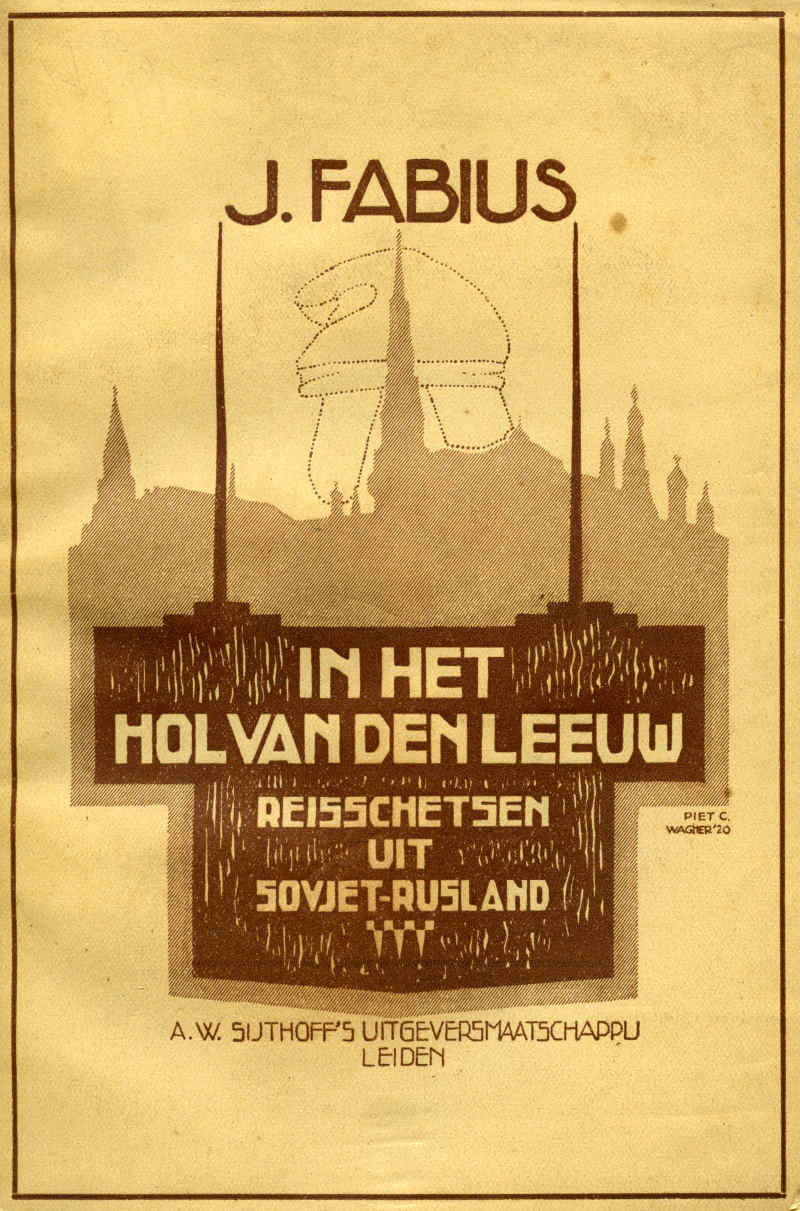 J. FABIUS
IN HET
HOL VAN DEN LEEUW
REISSCHETSEN
UIT
SOVJET-RUSLAND
PIET C.
WAGNER '20
A.W. SIJTHOFF'S UITGEVERSMAATSCHAPPIJ
LEIDEN